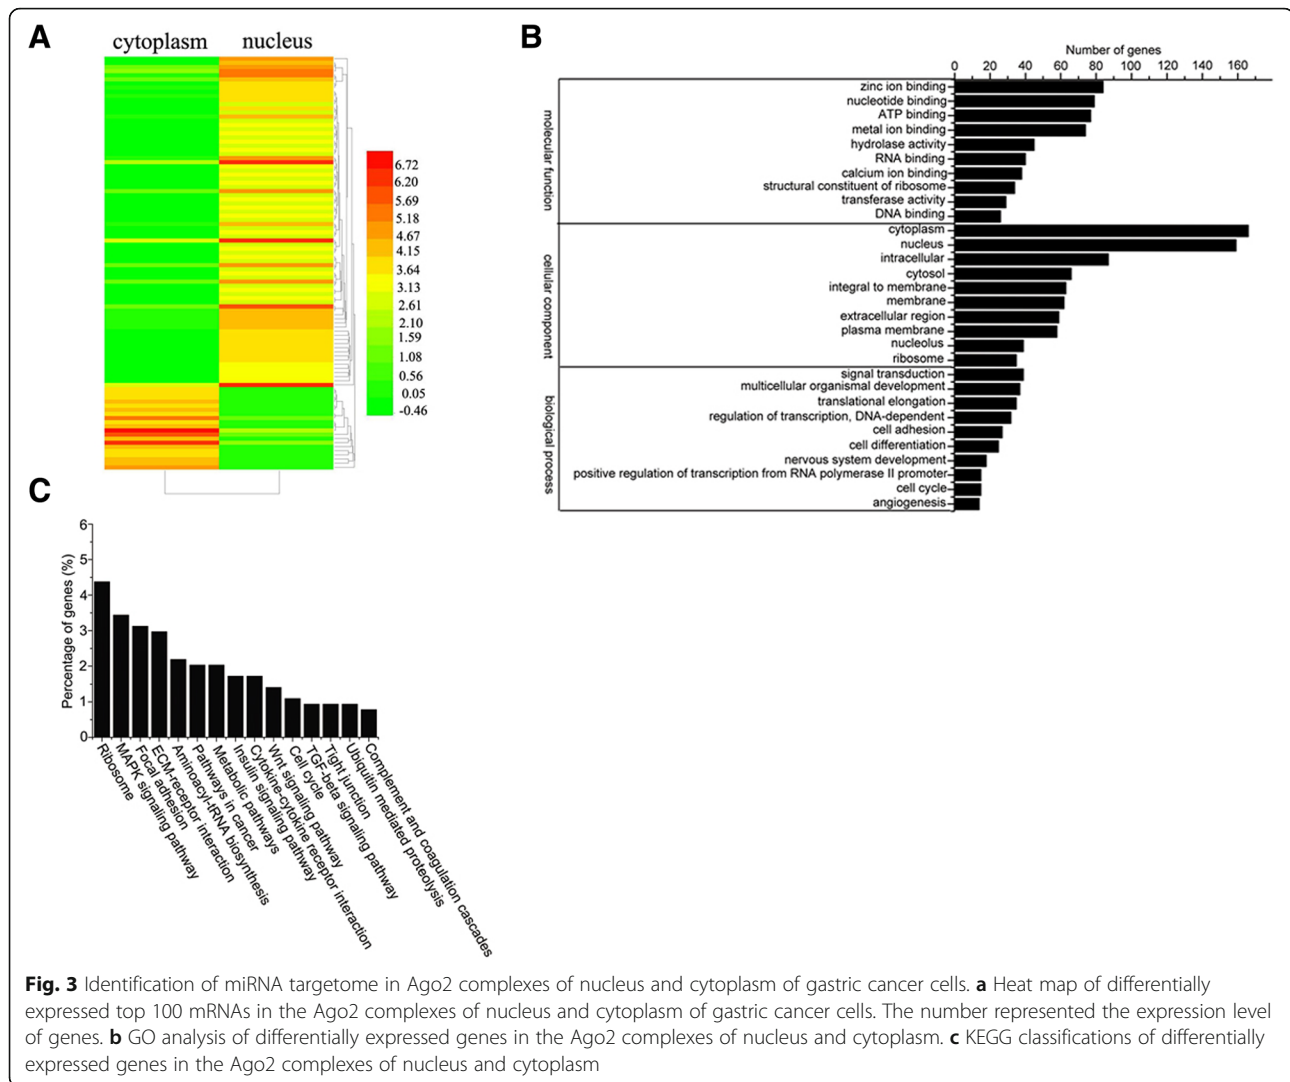 A
cytoplasm nucleus
6.72
6.20
5.69
5.18
4.67
4.15
3.64
3.13
2.61
2.10
1.59
1.08
0.56
0.05
-0.46
B
Number of genes
0 20 40 60 80 100 120 140 160
molecular function
zinc ion binding
nucleotide binding
ATP binding
metal ion binding
hydrolase activity
RNA binding
calcium ion binding
structural constituent of ribosome
transferase activity
DNA binding
cellular component
cytoplasm
nucleus
intracellular
cytosol
integral to membrane
membrane
extracellular region
plasma membrane
nucleolus
ribosome
biological process
signal transduction
multicellular organismal development
translational elongation
regulation of transcription, DNA-dependent
cell adhesion
cell differentiation
nervous system development
positive regulation of transcription from RNA polymerase II promoter
cell cycle
angiogenesis
C
Percentage of genes (%)
6
5
4
3
2
1
0
Ribosome
MAPK signaling pathway
Focal adhesion
ECM-receptor interaction
Aminoacyl-tRNA biosynthesis
Pathways in cancer
Metabolic pathways
Insulin signaling pathway
Cytokine-cytokine receptor interaction
Wnt signaling pathway
Cell cycle
TGF-beta signaling pathway
Tight junction
Ubiquitin mediated proteolysis
Complement and coagulation cascades
Fig. 3 Identification of miRNA targetome in Ago2 complexes of nucleus and cytoplasm of gastric cancer cells. a Heat map of differentially
expressed top 100 mRNAs in the Ago2 complexes of nucleus and cytoplasm of gastric cancer cells. The number represented the expression level
of genes. b GO analysis of differentially expressed genes in the Ago2 complexes of nucleus and cytoplasm. c KEGG classifications of differentially
expressed genes in the Ago2 complexes of nucleus and cytoplasm